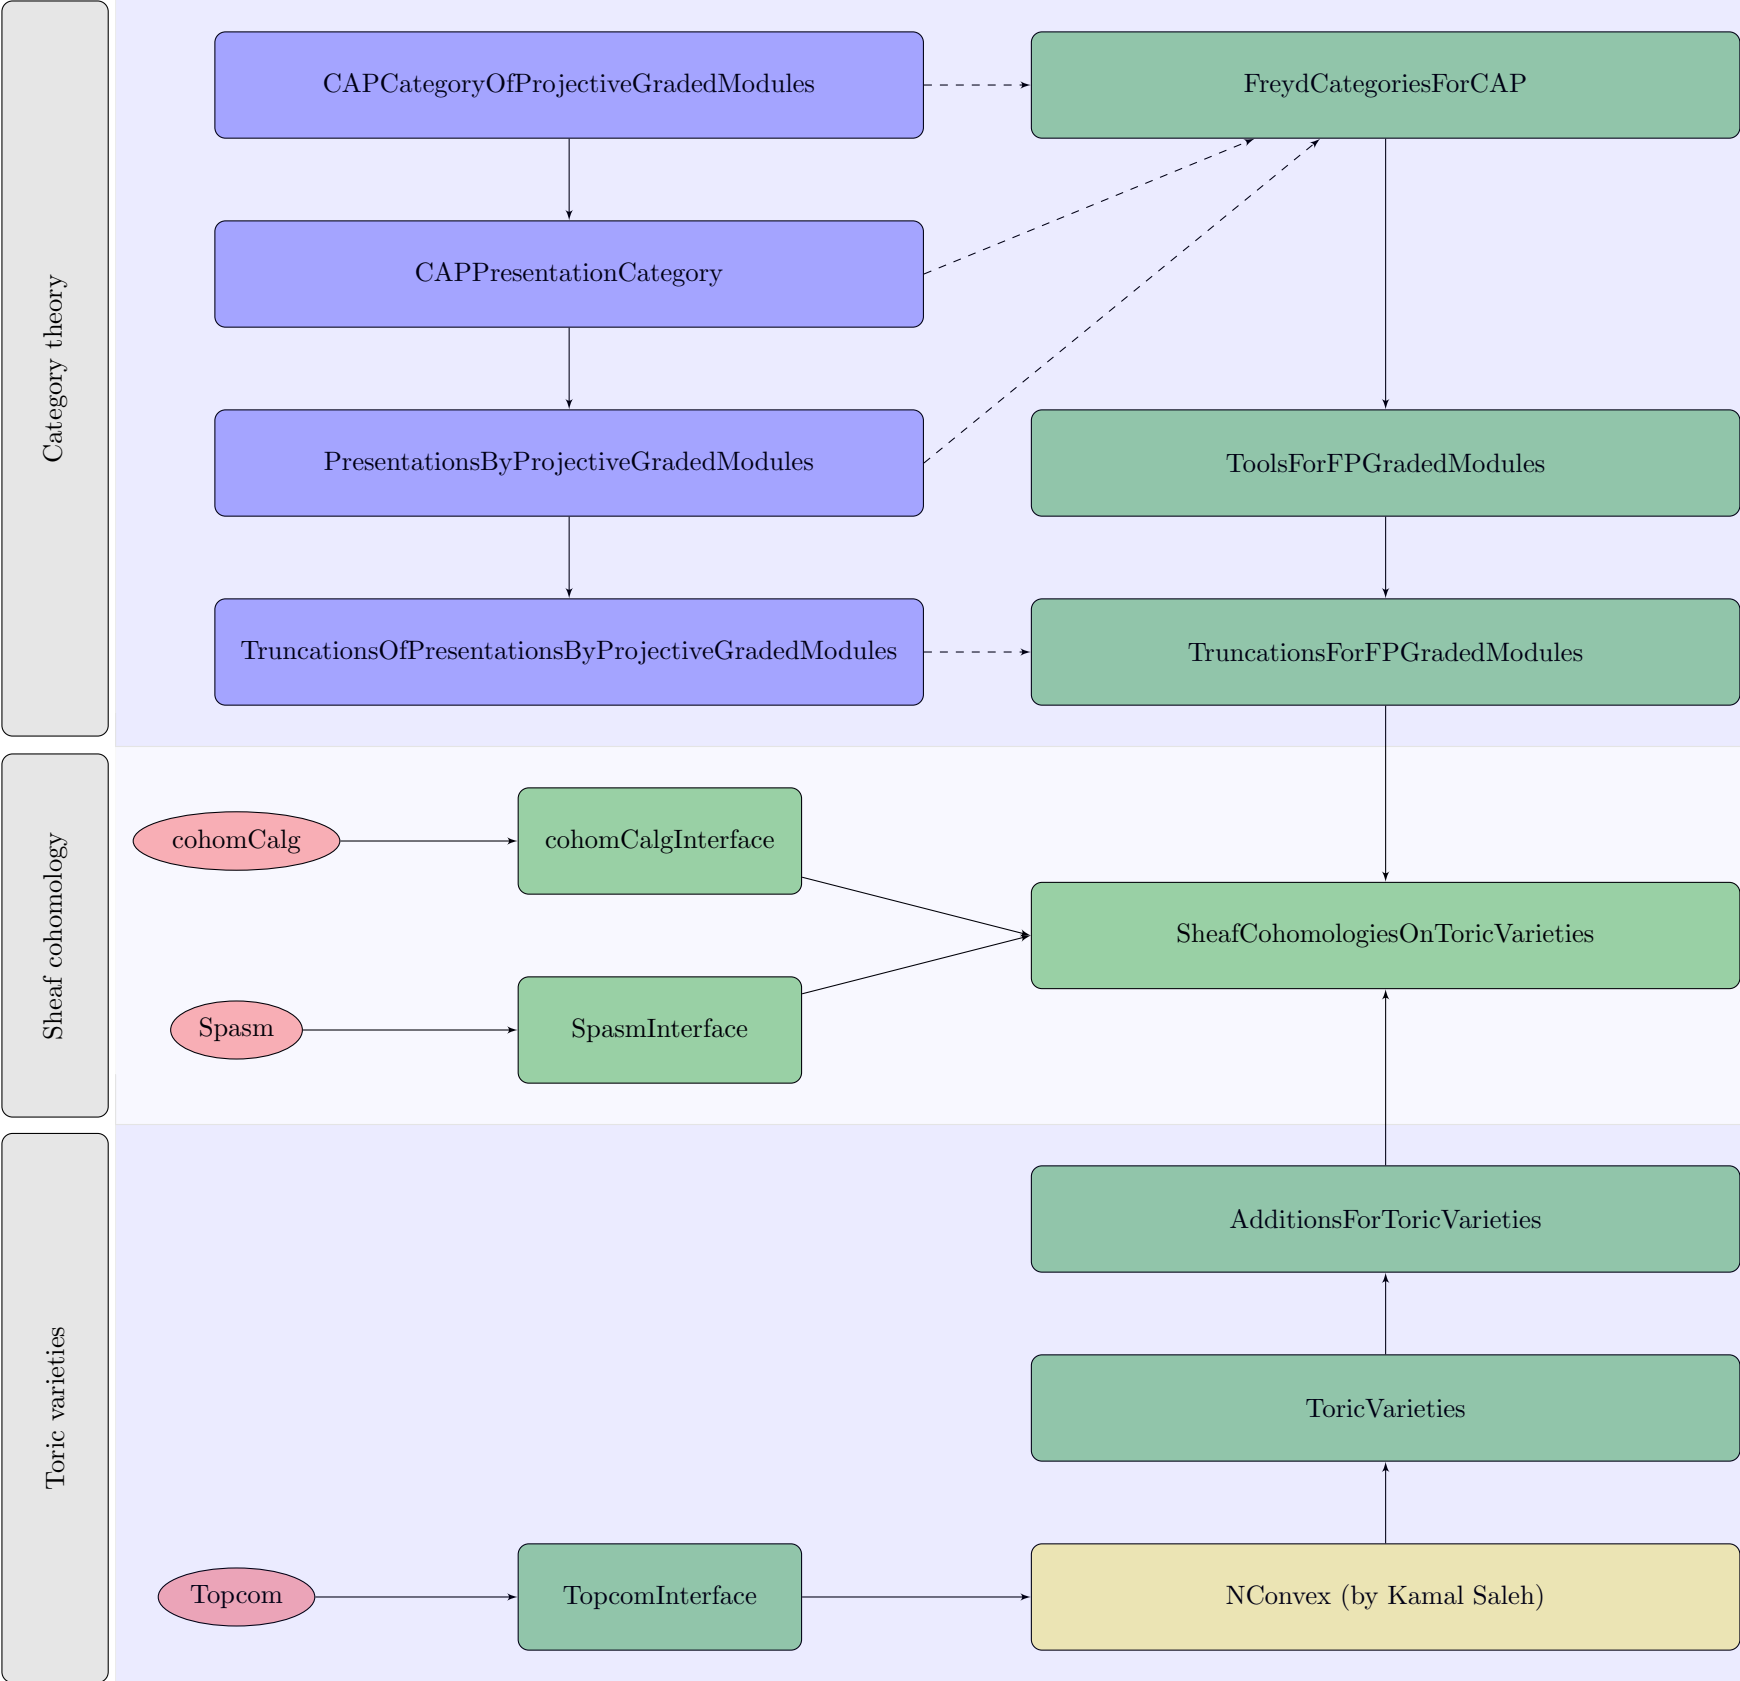 Category theory
CAPCategoryOfProjectiveGradedModules
FreydCategoriesForCAP
CAPPresentationCategory
PresentationsByProjectiveGradedModules
ToolsForFPGradedModules
TruncationsOfPresentationsByProjectiveGradedModules
TruncationsForFPGradedModules
Sheaf cohomology
cohomCalg
cohomCalgInterface
SheafCohomologiesOnToricVarieties
Spasm
SpasmInterface
Toric varieties
AdditionsForToricVarieties
ToricVarieties
Topcom
TopcomInterface
NConvex (by Kamal Saleh)